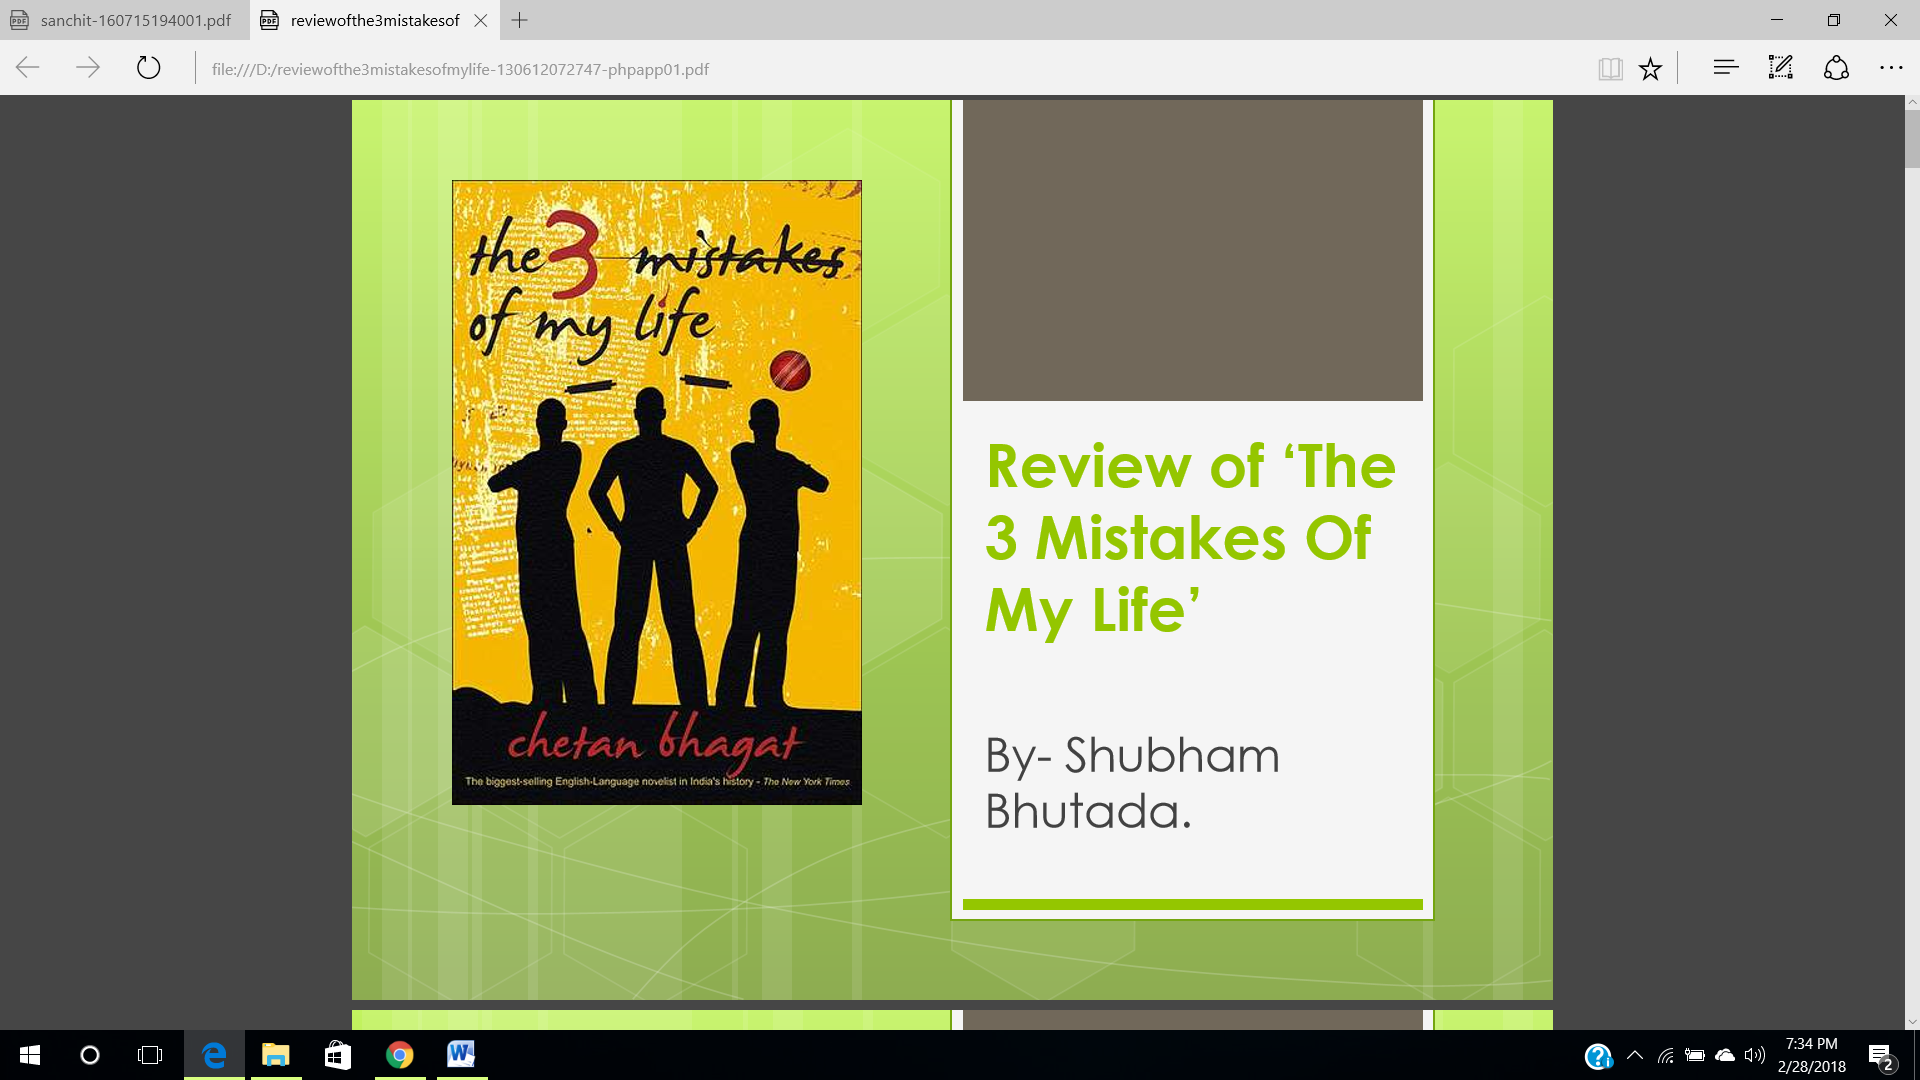 sanchit-160715194001.pdf
reviewofthe3mistakesof
file:///D:/reviewofthe3mistakesofmylife-130612072747-phpapp01.pdf
the 3 mistakes
of my life
chetan bhagat
The biggest-selling English-Language novelist in India's history - The New York Times
Review of ‘The
3 Mistakes Of
My Life’
By- Shubham
Bhutada.
7:34 PM
2/28/2018
2